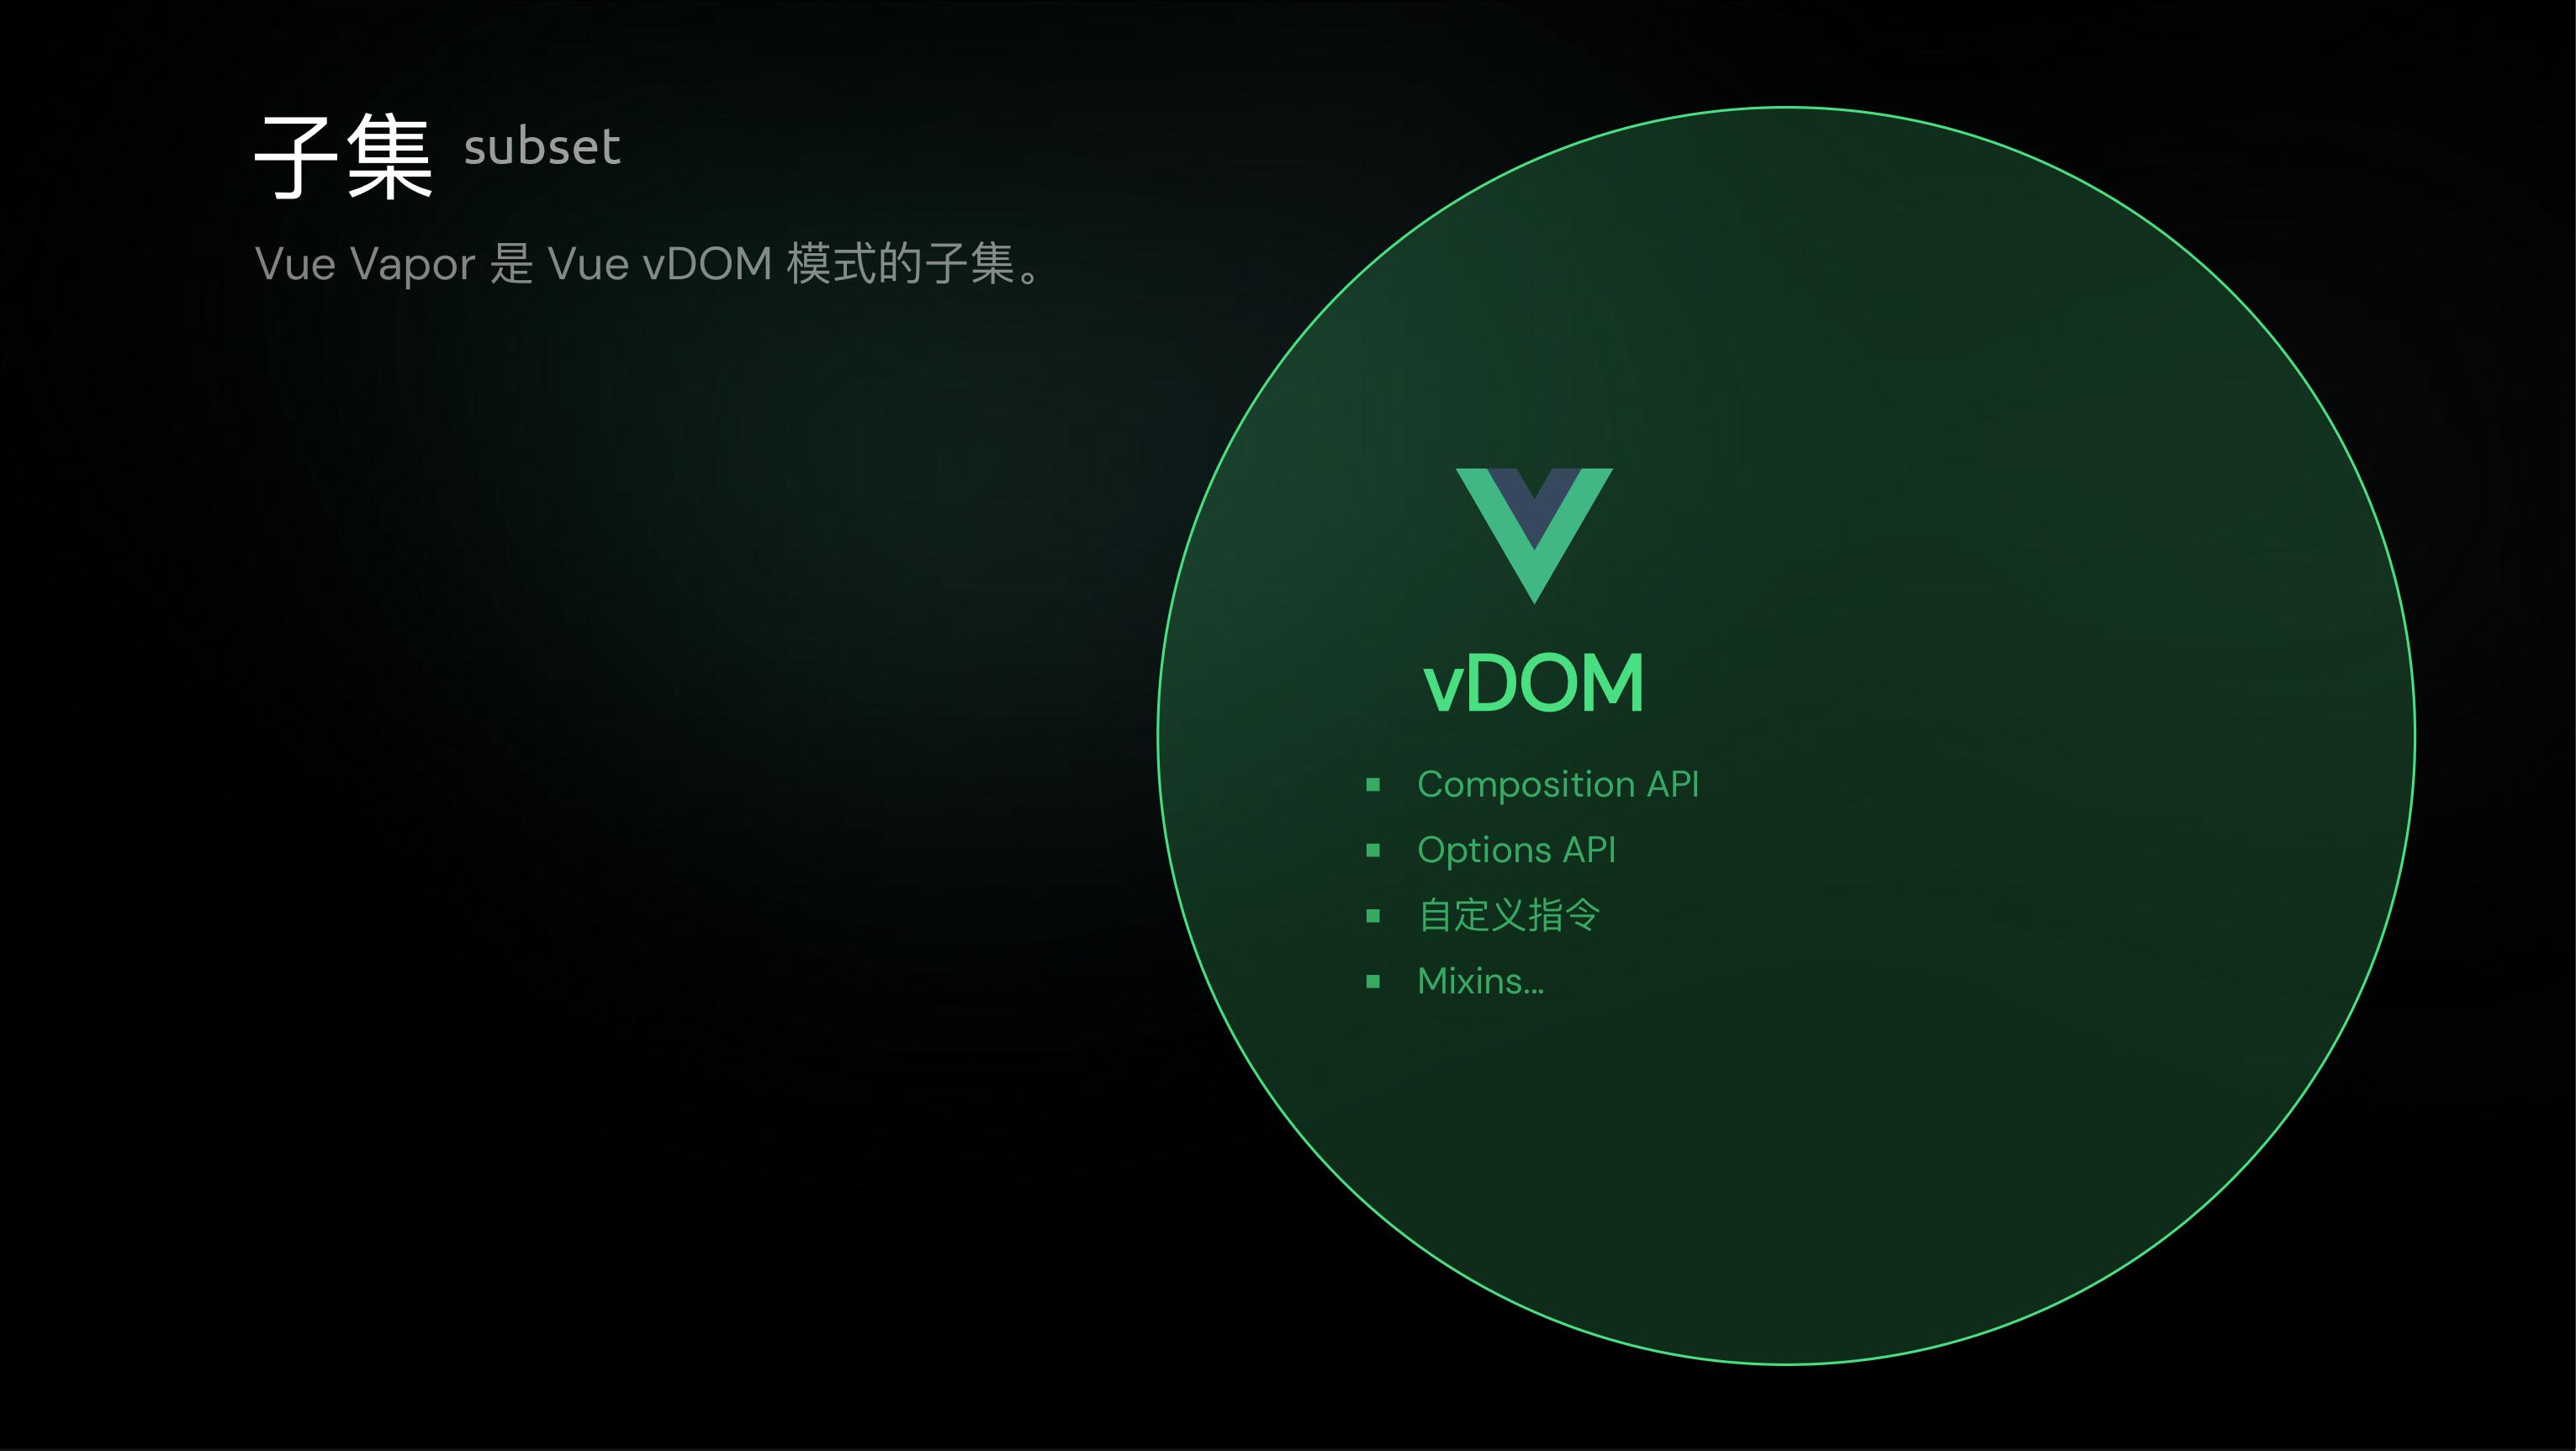 子集 subset
Vue Vapor 是 Vue vDOM 模式的子集。
vDOM
▪ Composition API
▪ Options API
▪ 自定义指令
▪ Mixins...